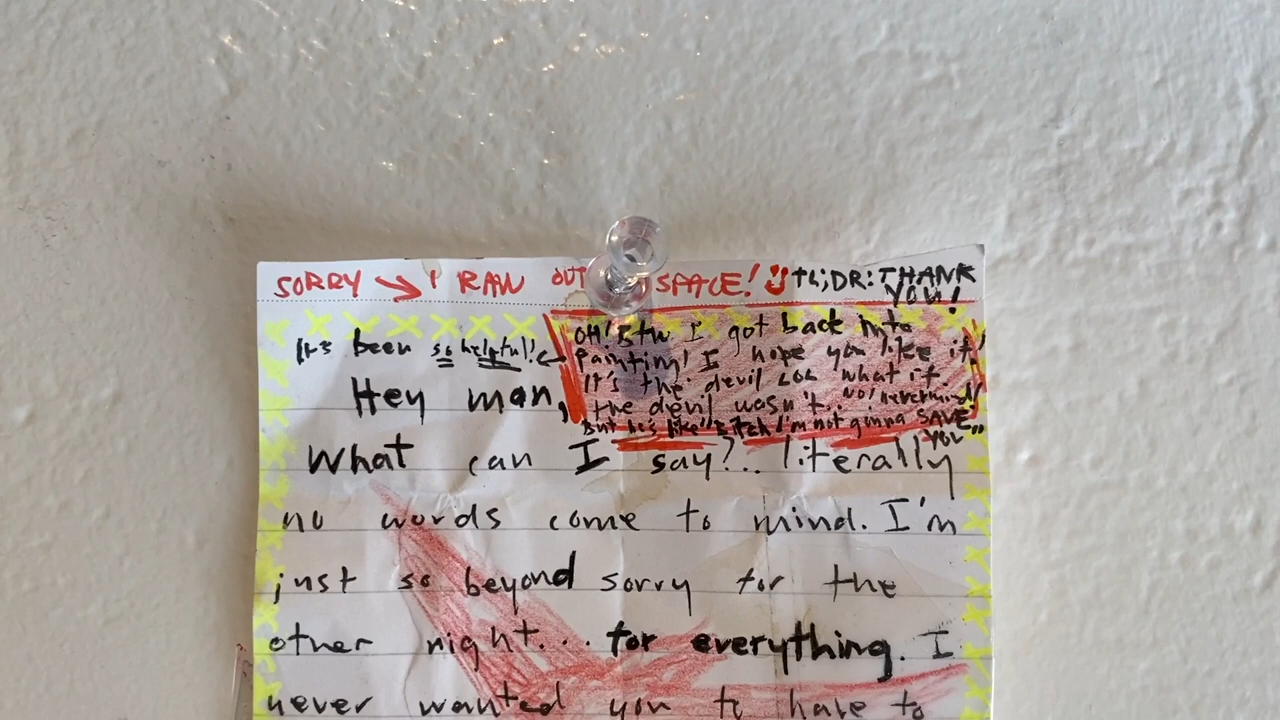 SORRY → I RAN OUT SPACE! tl;DR: THANK
YOU!
OH! Btw. I got back into
painting! I hope you like it!
It's the devil LOL what if
the devil wasn't.. NO! nevermind!
But he's like "Bitch I'm not gonna SAVE
YOU"
It's been so helpful!
Hey man,
What can I say?.. literally
no words come to mind. I'm
just so beyond sorry for the
other night... for everything. I
never wanted you to have to